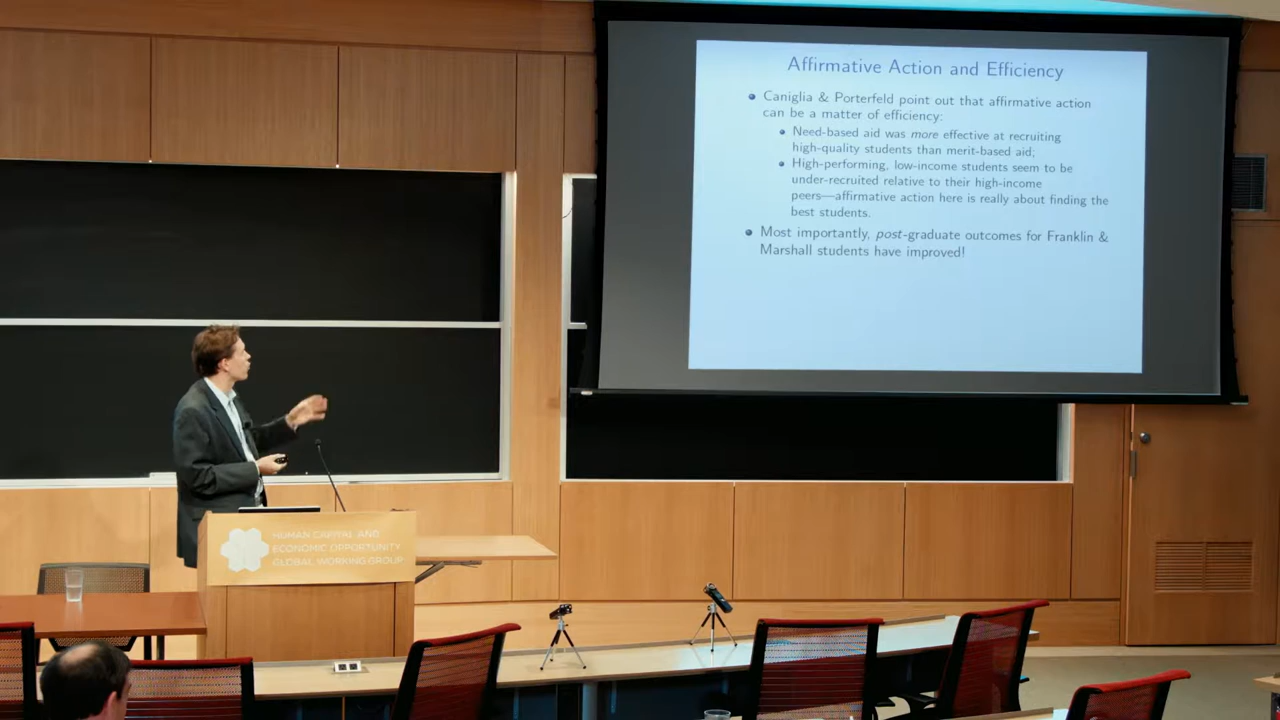 Affirmative Action and Efficiency
Caniglia & Porterfeld point out that affirmative action
can be a matter of efficiency:
Need-based aid was more effective at recruiting
high-quality students than merit-based aid;
High-performing, low-income students seem to be
under-recruited relative to their high-income
peers—affirmative action here is really about finding the
best students.
Most importantly, post-graduate outcomes for Franklin &
Marshall students have improved!
HUMAN CAPITAL AND
ECONOMIC OPPORTUNITY
GLOBAL WORKING GROUP